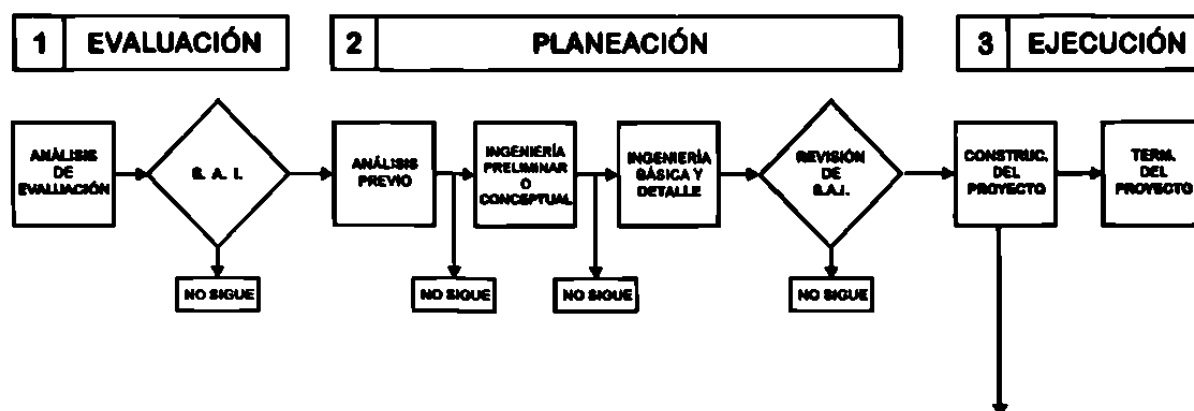 1 EVALUACIÓN
2 PLANEACIÓN
3 EJECUCIÓN
ANÁLISIS
DE
EVALUACIÓN
S. A. I.
NO SIGUE
ANÁLISIS
PREVIO
NO SIGUE
INGENIERÍA
PRELIMINAR
O
CONCEPTUAL
NO SIGUE
INGENIERÍA
BÁSICA Y
DETALLE
REVISIÓN
DE
S.A.I.
NO SIGUE
CONSTRUC.
DEL
PROYECTO
TERM.
DEL
PROYECTO